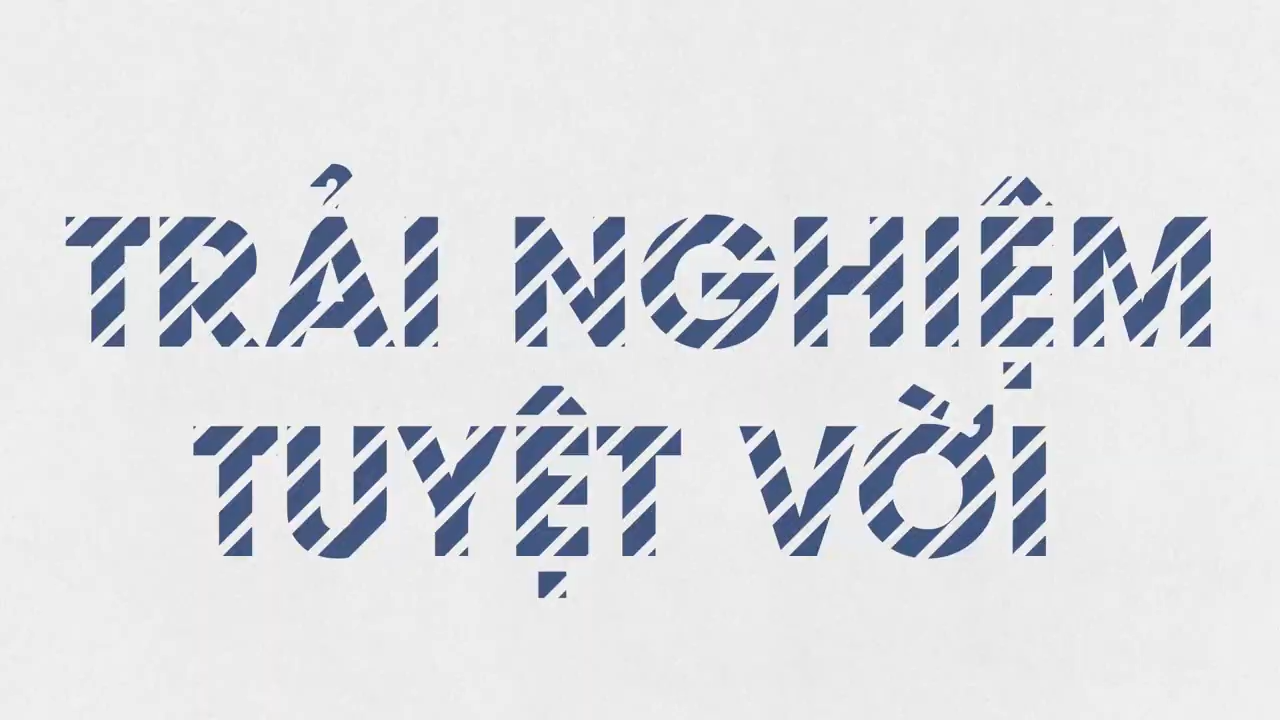 TRẢI NGHIỆM
TUYỆT VỜI